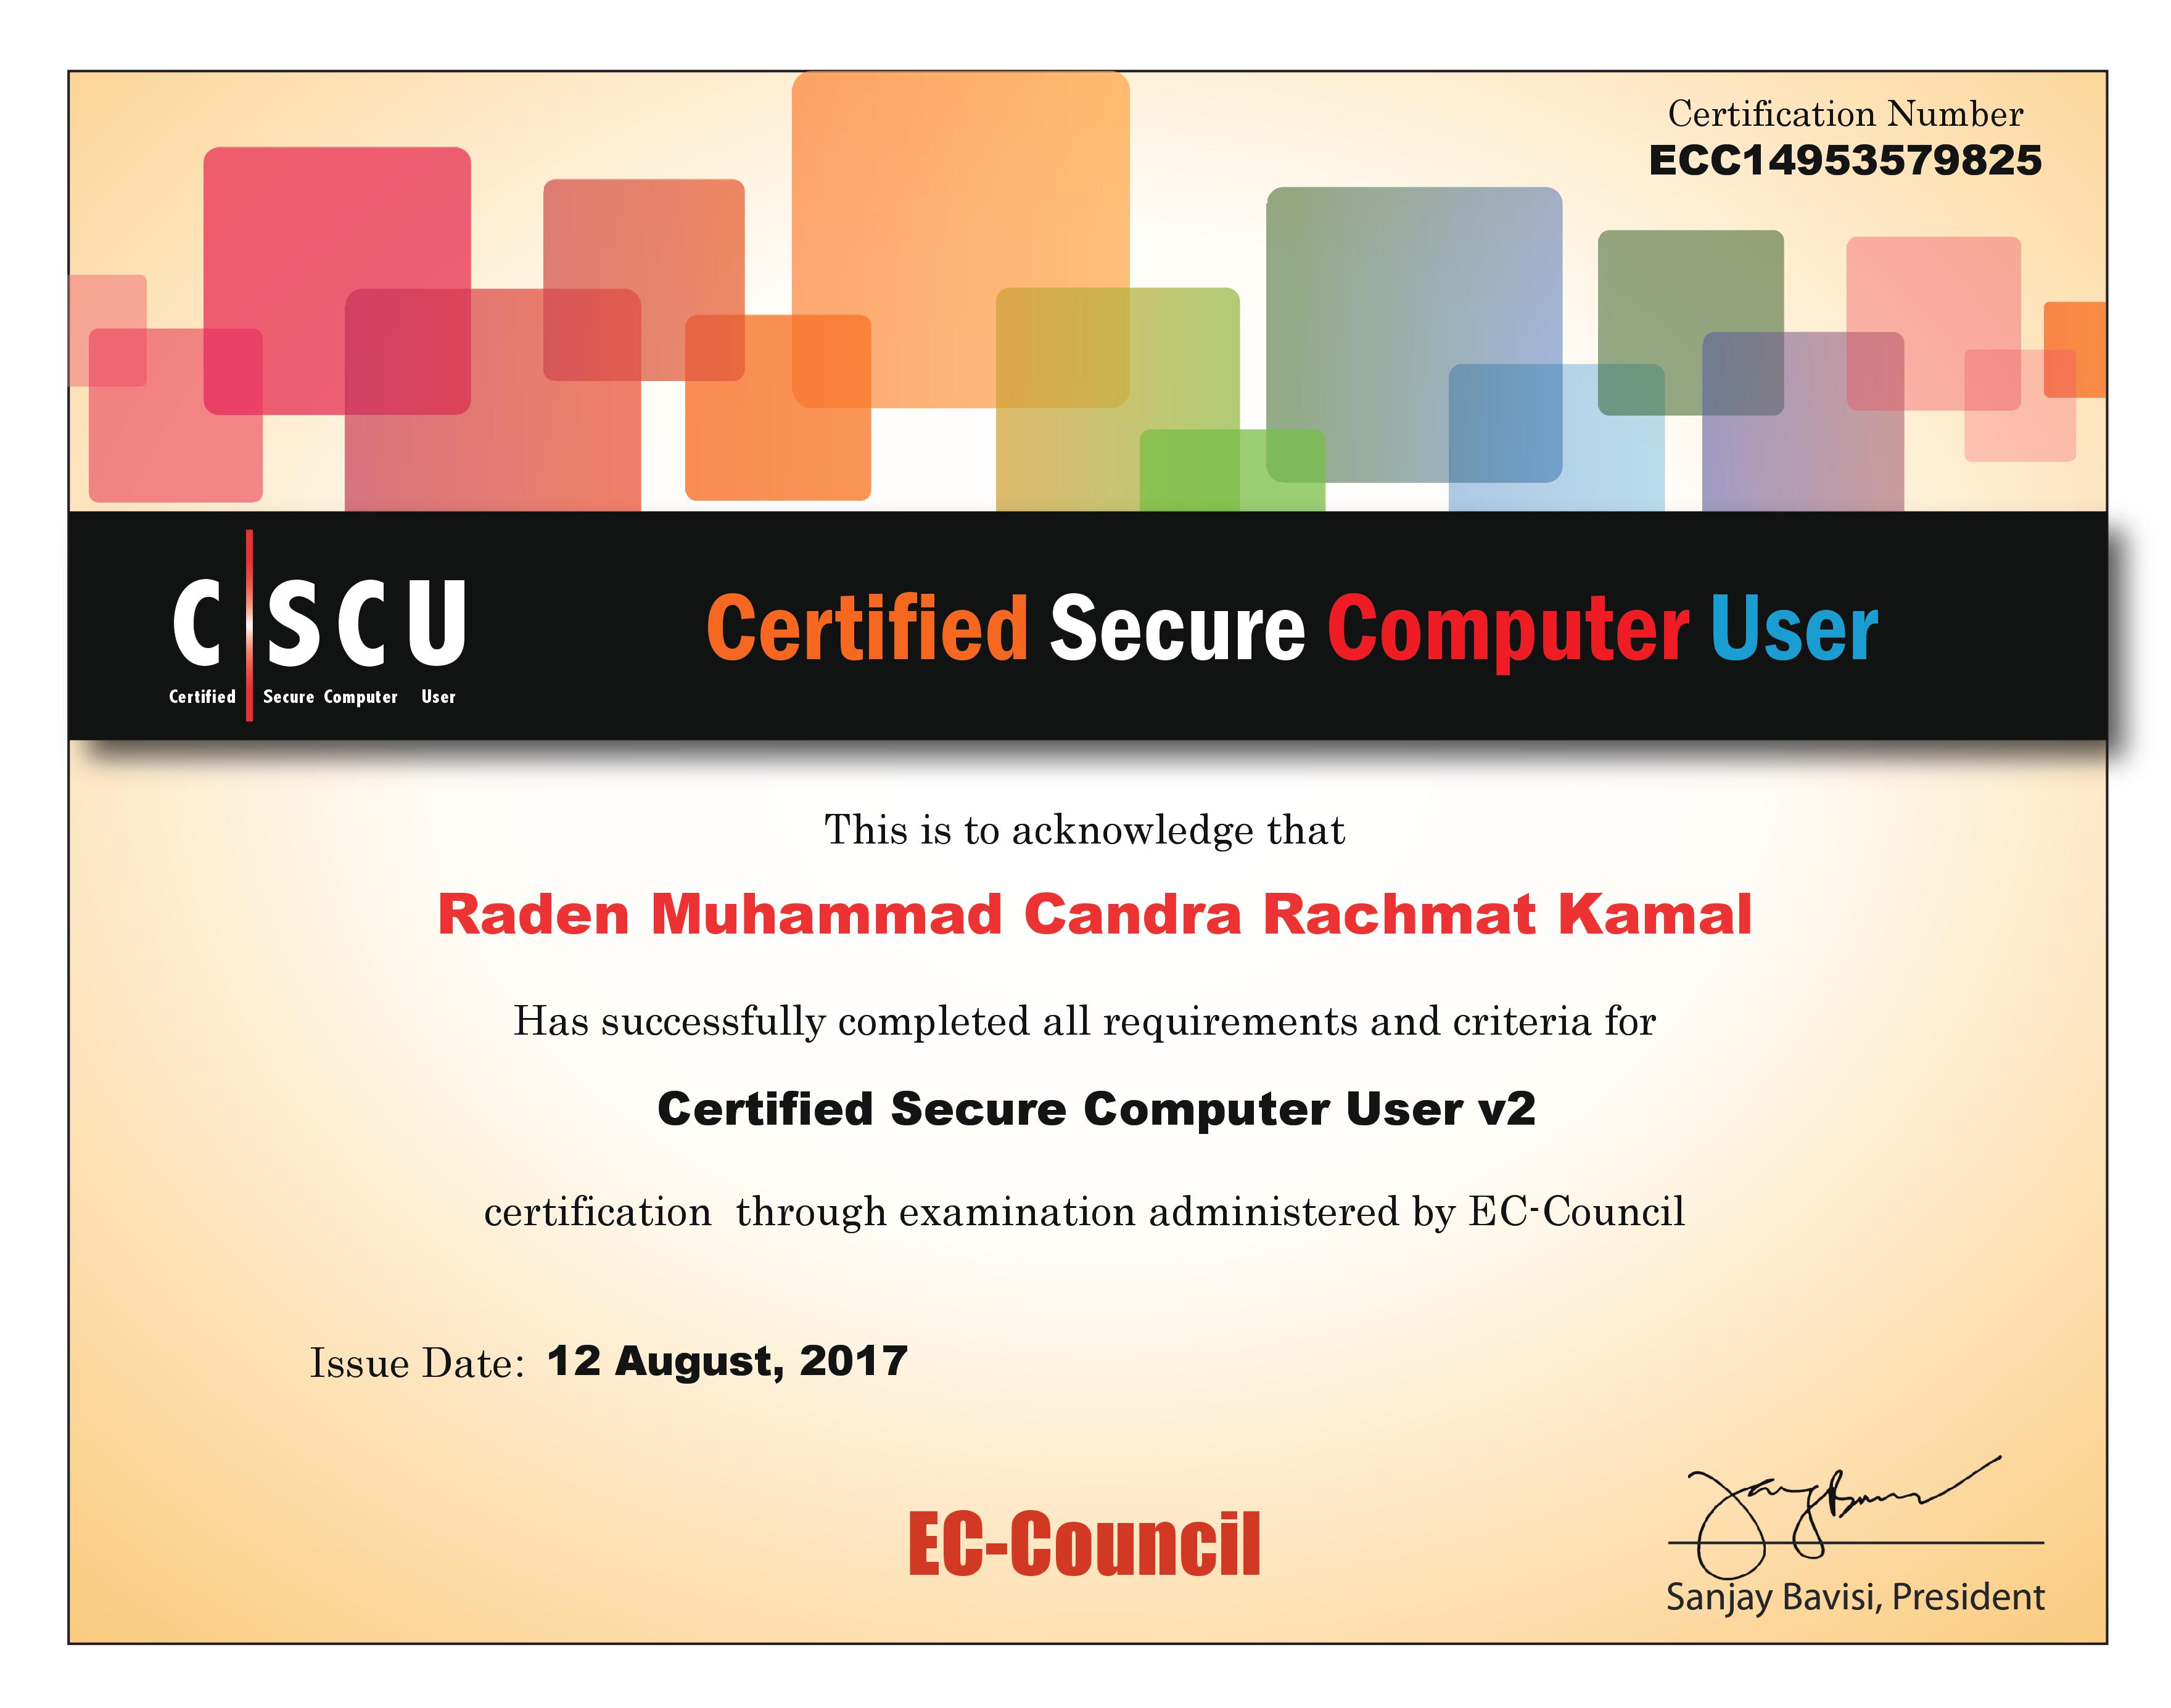 Certification Number
ECC14953579825
C SCU
Certified Secure Computer User
Certified Secure Computer User
This is to acknowledge that
Raden Muhammad Candra Rachmat Kamal
Has successfully completed all requirements and criteria for
Certified Secure Computer User v2
certification through examination administered by EC-Council
Issue Date: 12 August, 2017
EC-Council
Sanjay Bavisi, President